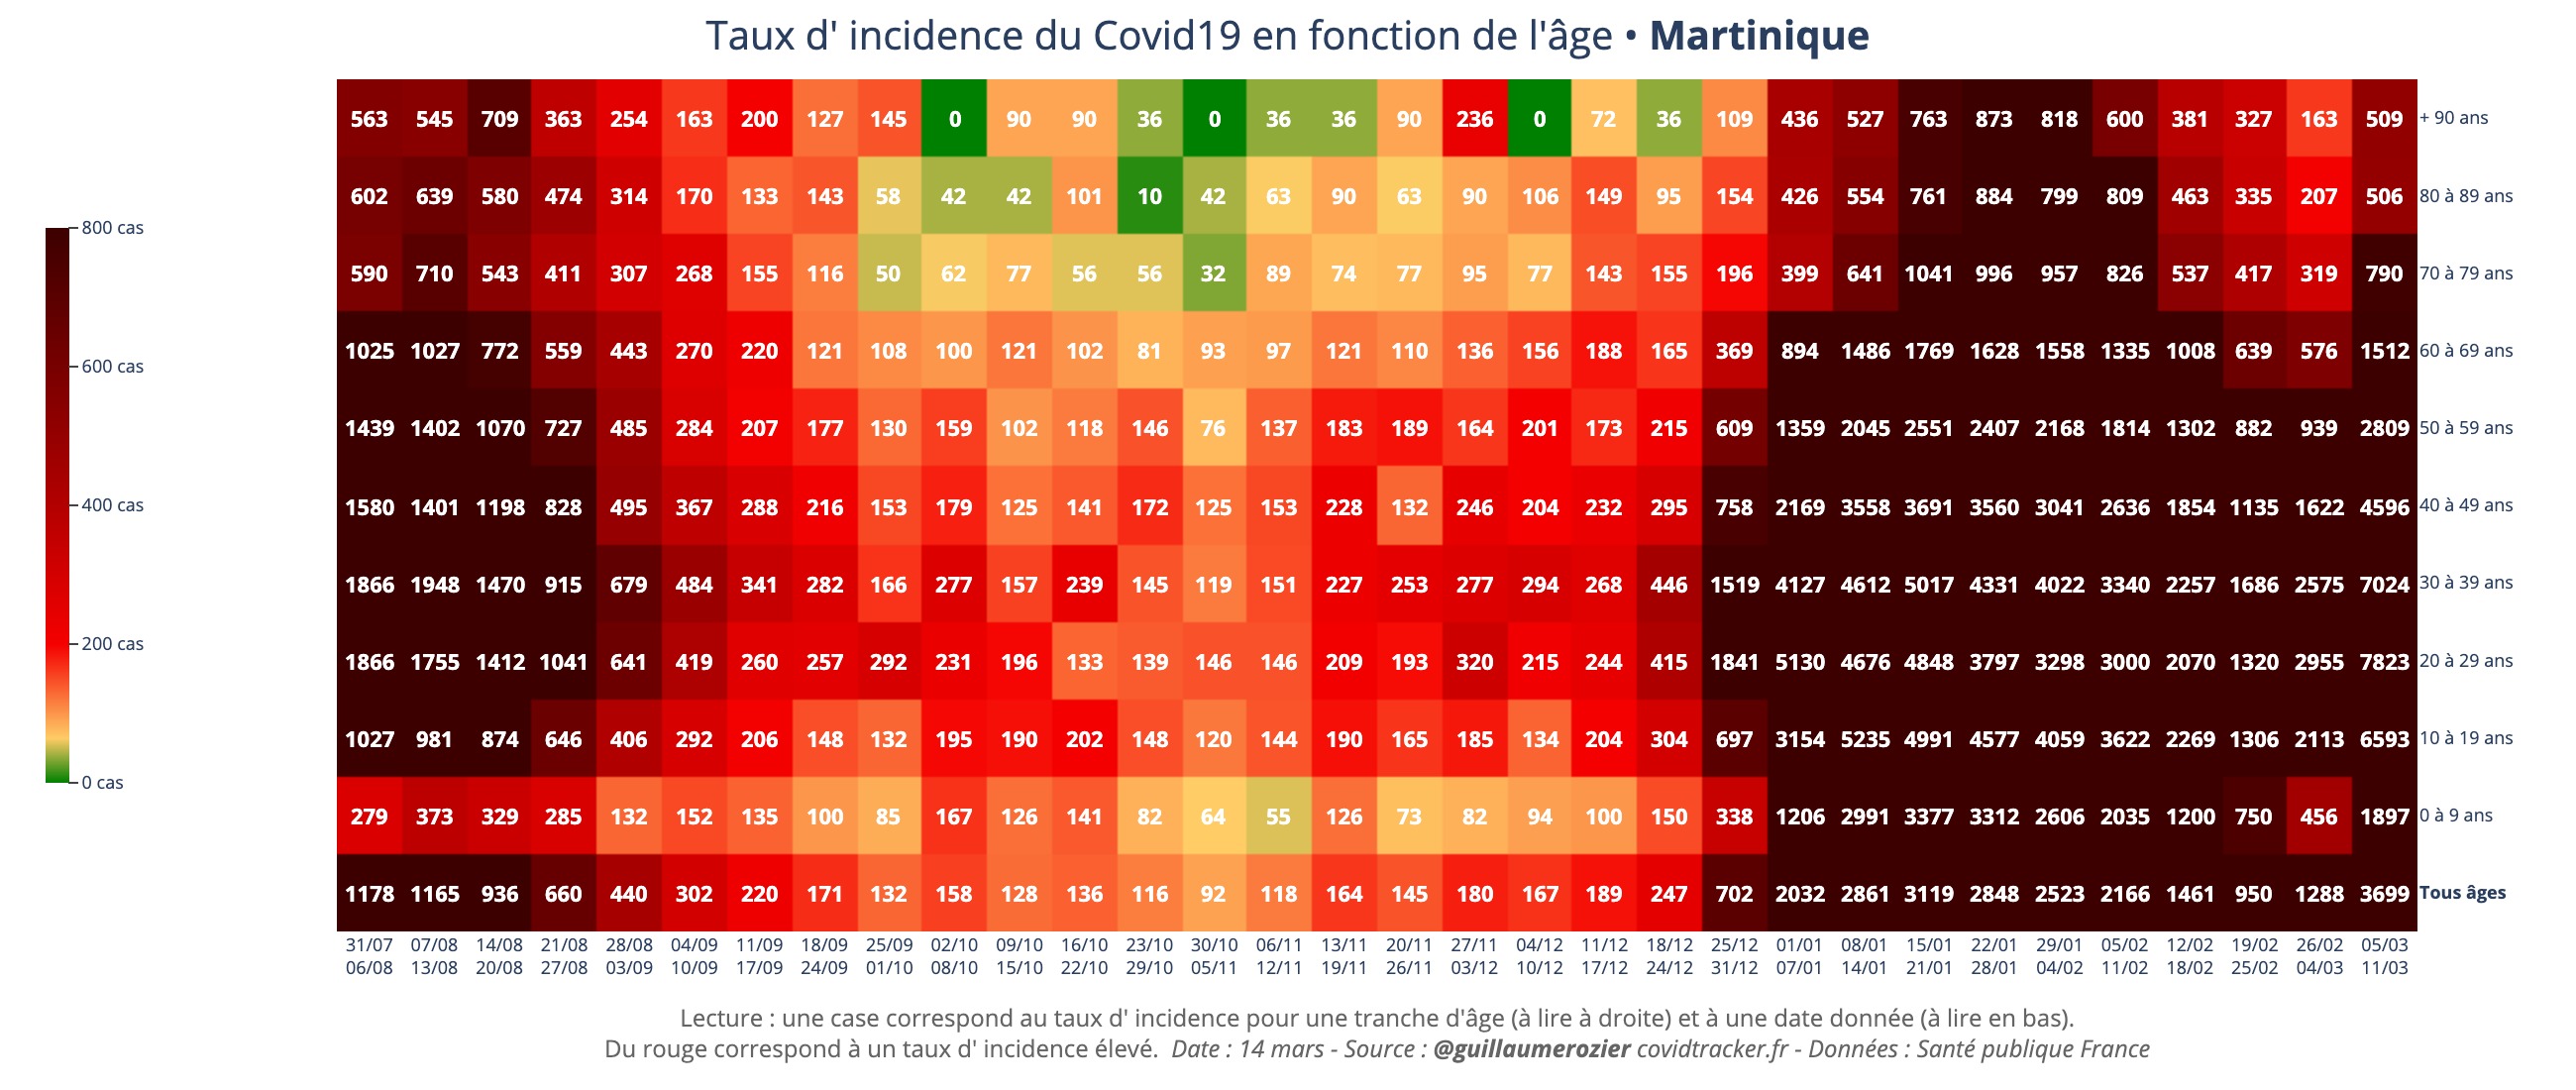 Taux d' incidence du Covid19 en fonction de l'âge • Martinique
563 545 709 363 254 163 200 127 145 0 90 90 36 0 36 36 90 236 0 72 36 109 436 527 763 873 818 600 381 327 163 509 + 90 ans
602 639 580 474 314 170 133 143 58 42 42 101 10 42 63 90 63 90 106 149 95 154 426 554 761 884 799 809 463 335 207 506 80 à 89 ans
800 cas
590 710 543 411 307 268 155 116 50 62 77 56 56 32 89 74 77 95 77 143 155 196 399 641 1041 996 957 826 537 417 319 790 70 à 79 ans
1025 1027 772 559 443 270 220 121 108 100 121 102 81 93 97 121 110 136 156 188 165 369 894 1486 1769 1628 1558 1335 1008 639 576 1512 60 à 69 ans
600 cas
1439 1402 1070 727 485 284 207 177 130 159 102 118 146 76 137 183 189 164 201 173 215 609 1359 2045 2551 2407 2168 1814 1302 882 939 2809 50 à 59 ans
400 cas
1580 1401 1198 828 495 367 288 216 153 179 125 141 172 125 153 228 132 246 204 232 295 758 2169 3558 3691 3560 3041 2636 1854 1135 1622 4596 40 à 49 ans
1866 1948 1470 915 679 484 341 282 166 277 157 239 145 119 151 227 253 277 294 268 446 1519 4127 4612 5017 4331 4022 3340 2257 1686 2575 7024 30 à 39 ans
200 cas
1866 1755 1412 1041 641 419 260 257 292 231 196 133 139 146 146 209 193 320 215 244 415 1841 5130 4676 4848 3797 3298 3000 2070 1320 2955 7823 20 à 29 ans
1027 981 874 646 406 292 206 148 132 195 190 202 148 120 144 190 165 185 134 204 304 697 3154 5235 4991 4577 4059 3622 2269 1306 2113 6593 10 à 19 ans
0 cas
279 373 329 285 132 152 135 100 85 167 126 141 82 64 55 126 73 82 94 100 150 338 1206 2991 3377 3312 2606 2035 1200 750 456 1897 0 à 9 ans
1178 1165 936 660 440 302 220 171 132 158 128 136 116 92 118 164 145 180 167 189 247 702 2032 2861 3119 2848 2523 2166 1461 950 1288 3699 Tous âges
31/07 07/08 14/08 21/08 28/08 04/09 11/09 18/09 25/09 02/10 09/10 16/10 23/10 30/10 06/11 13/11 20/11 27/11 04/12 11/12 18/12 25/12 01/01 08/01 15/01 22/01 29/01 05/02 12/02 19/02 26/02 05/03
06/08 13/08 20/08 27/08 03/09 10/09 17/09 24/09 01/10 08/10 15/10 22/10 29/10 05/11 12/11 19/11 26/11 03/12 10/12 17/12 24/12 31/12 07/01 14/01 21/01 28/01 04/02 11/02 18/02 25/02 04/03 11/03
Lecture : une case correspond au taux d' incidence pour une tranche d'âge (à lire à droite) et à une date donnée (à lire en bas).
Du rouge correspond à un taux d' incidence élevé. Date : 14 mars - Source : @guillaumerozier covidtracker.fr - Données : Santé publique France